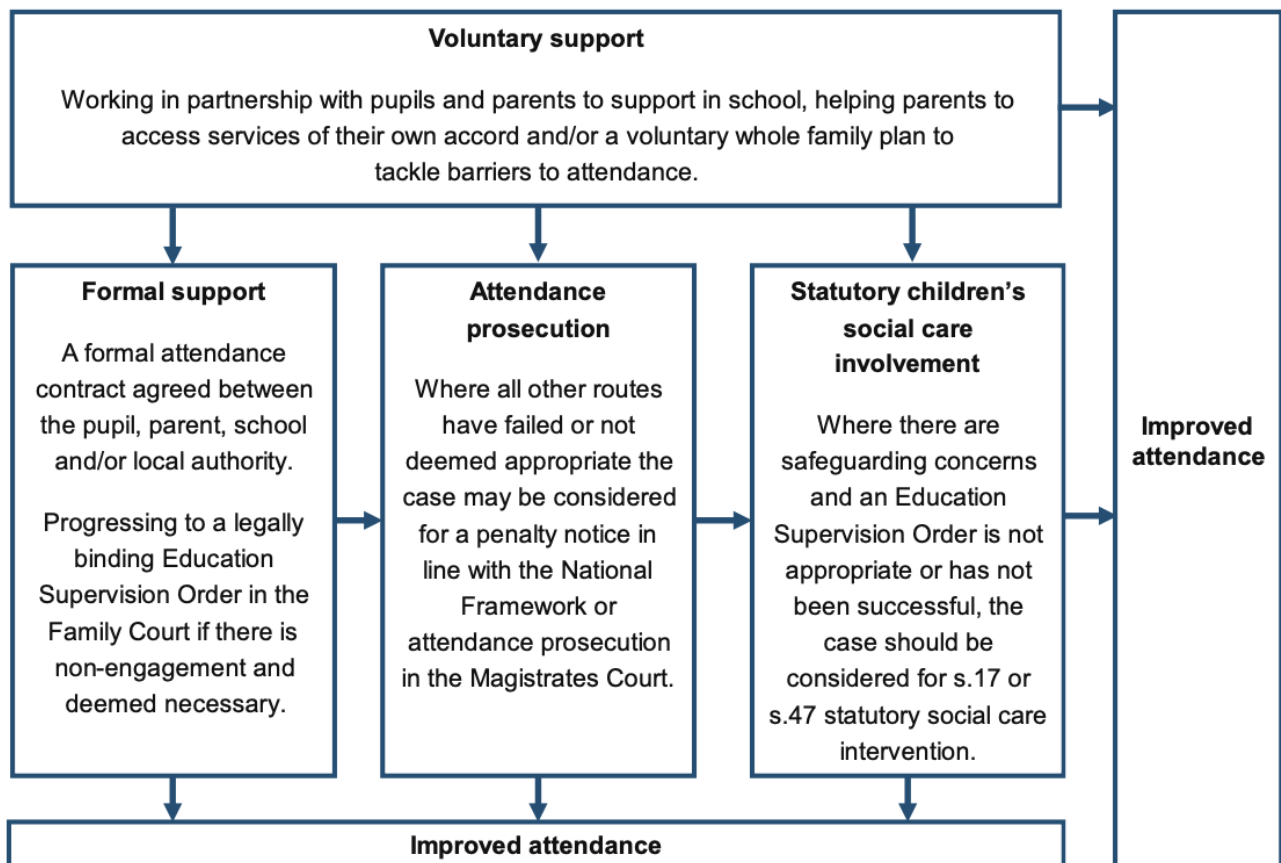 Voluntary support
Working in partnership with pupils and parents to support in school, helping parents to
access services of their own accord and/or a voluntary whole family plan to
tackle barriers to attendance.
Formal support
A formal attendance
contract agreed between
the pupil, parent, school
and/or local authority.
Progressing to a legally
binding Education
Supervision Order in the
Family Court if there is
non-engagement and
deemed necessary.
Attendance
prosecution
Where all other routes
have failed or not
deemed appropriate the
case may be considered
for a penalty notice in
line with the National
Framework or
attendance prosecution
in the Magistrates Court.
Statutory children’s
social care
involvement
Where there are
safeguarding concerns
and an Education
Supervision Order is not
appropriate or has not
been successful, the
case should be
considered for s.17 or
s.47 statutory social care
intervention.
Improved
attendance
Improved attendance